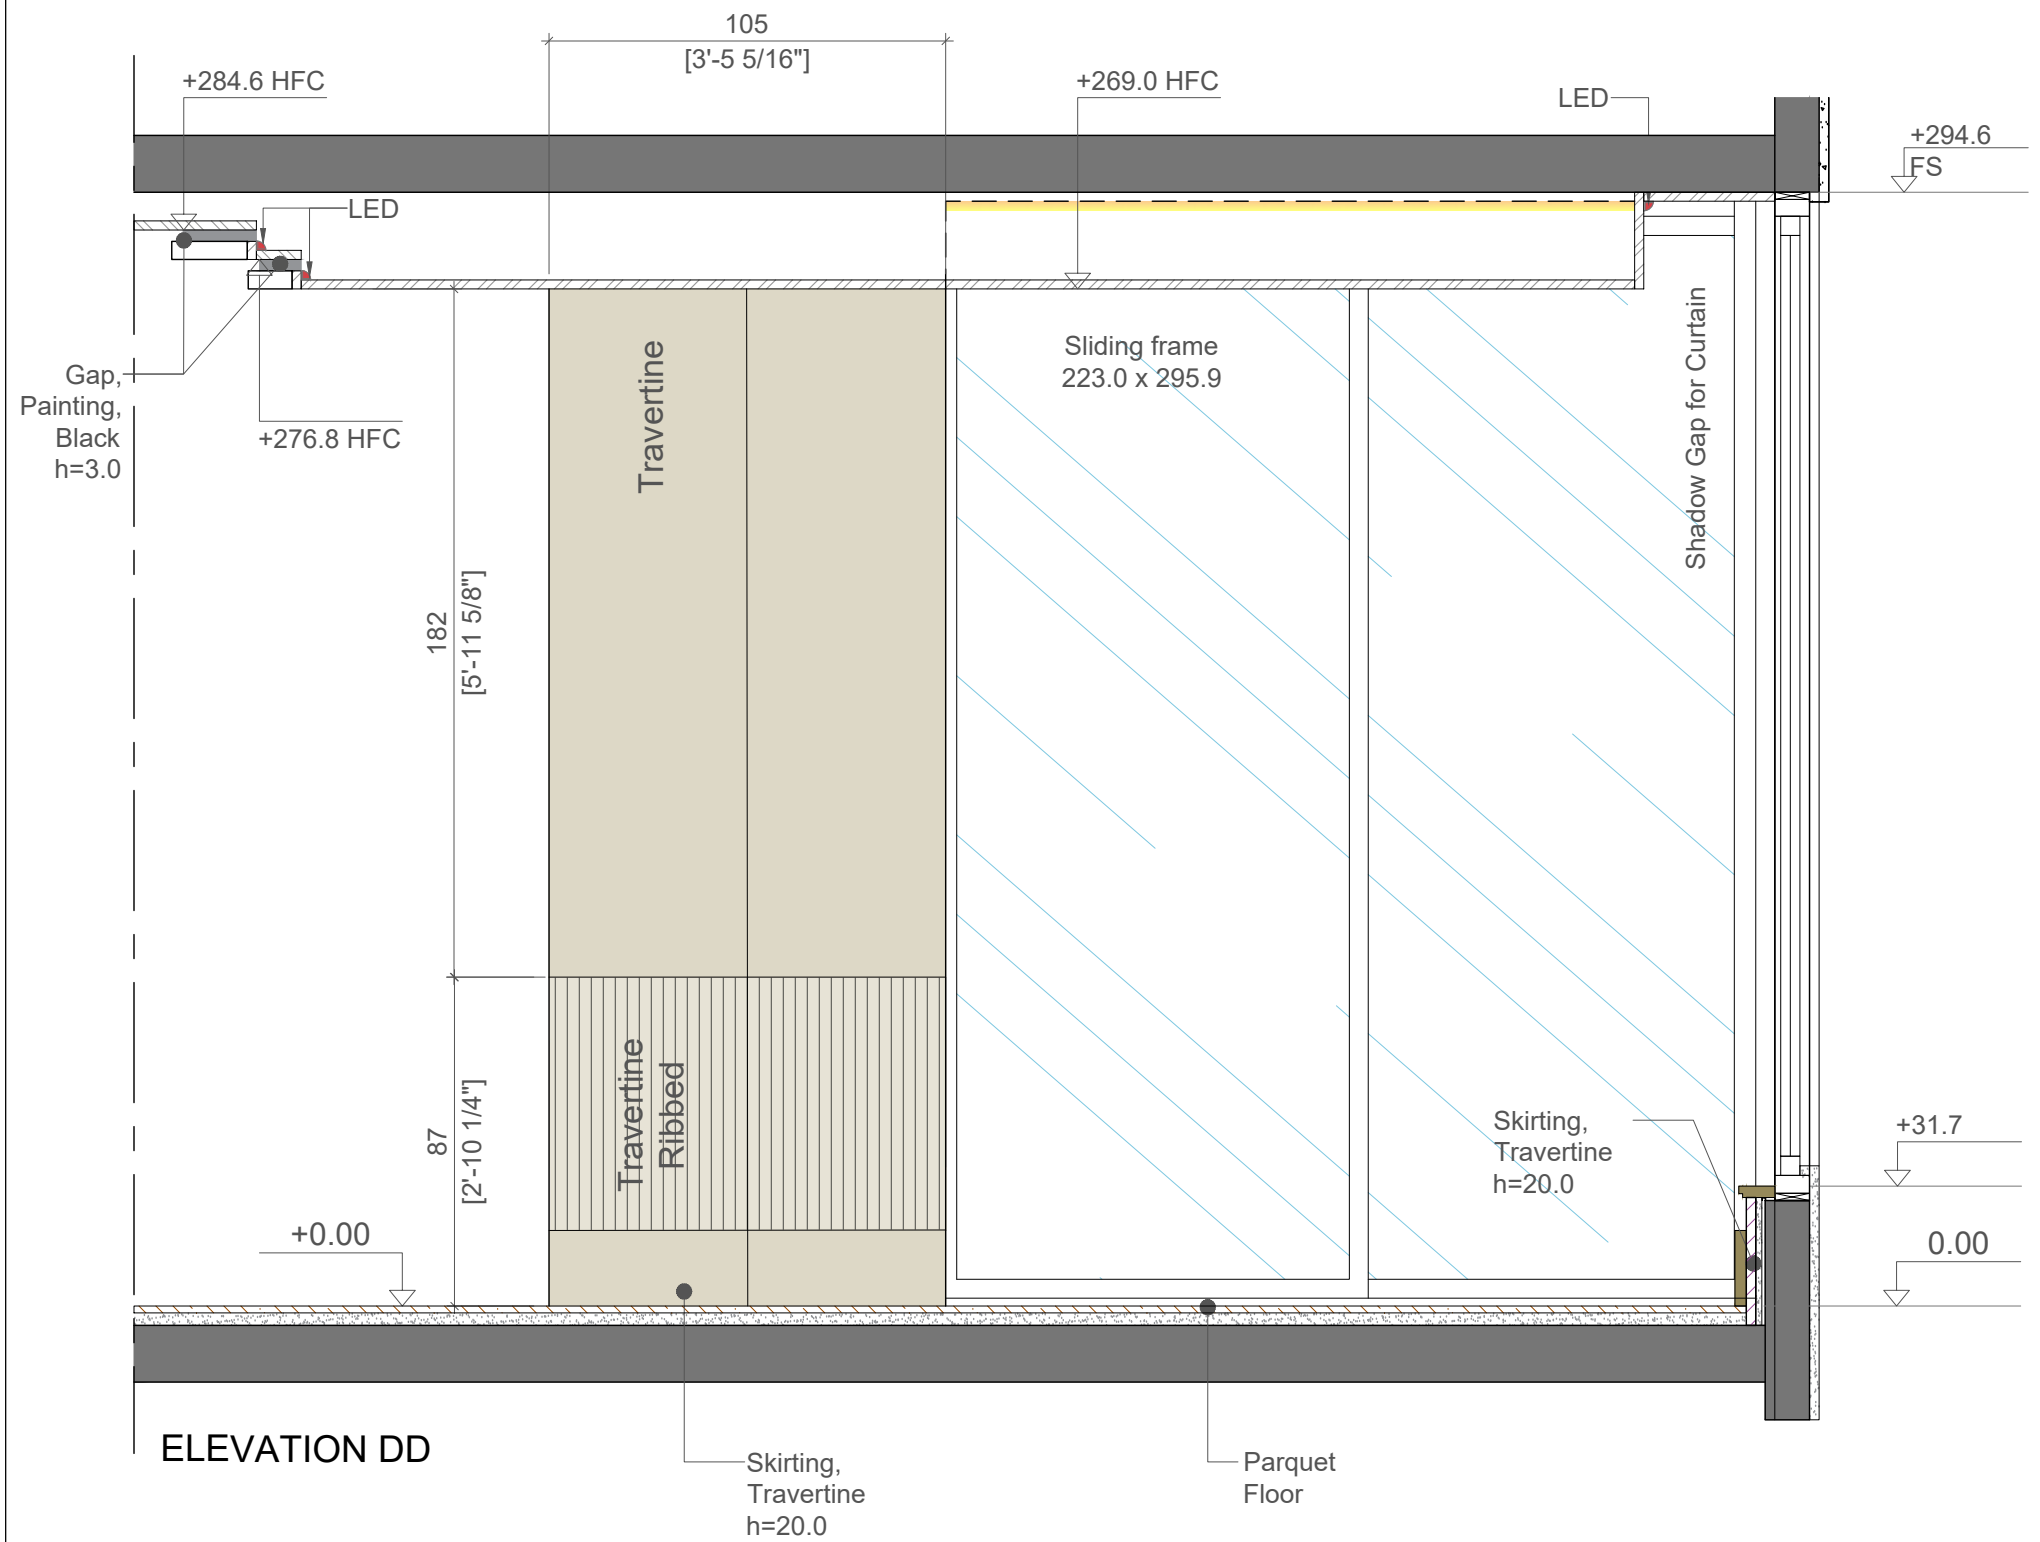 105
[3'-5 5/16"]
+284.6 HFC
+269.0 HFC
LED
+294.6
FS
LED
Gap,
Painting,
Black
h=3.0
+276.8 HFC
Travertine
Sliding frame
223.0 x 295.9
Shadow Gap for Curtain
182
[5'-11 5/8"]
87
[2'-10 1/4"]
Travertine
Ribbed
Skirting,
Travertine
h=20.0
+31.7
+0.00
0.00
ELEVATION DD
Skirting,
Travertine
h=20.0
Parquet
Floor